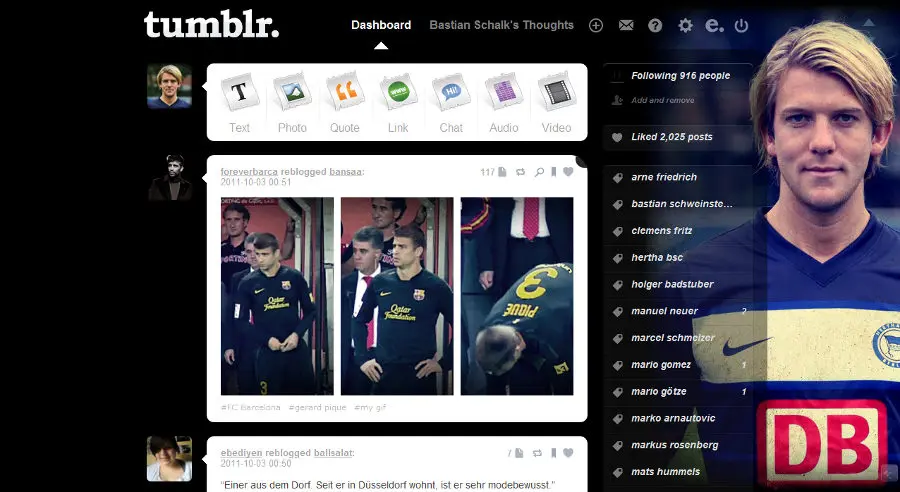 tumblr.
Dashboard
Bastian Schalk's Thoughts
e.
T
WWW
Hi!
Text
Photo
Quote
Link
Chat
Audio
Video
Following 916 people
Add and remove
Liked 2,025 posts
foreverbarca reblogged bansaa:
117
2011-10-03 00:51
Qatar
Foundation
3
Qatar
Foundation
PIQUE
3
#FC Barcelona #gerard pique #my gif
ebediyen reblogged ballsalat:
2011-10-03 00:50
"Einer aus dem Dorf. Seit er in Düsseldorf wohnt, ist er sehr modebewusst."
arne friedrich
bastian schweinste...
clemens fritz
hertha bsc
holger badstuber
manuel neuer 2
marcel schmelzer
mario gomez 1
mario götze 1
marko arnautovic
markus rosenberg
mats hummels
DB